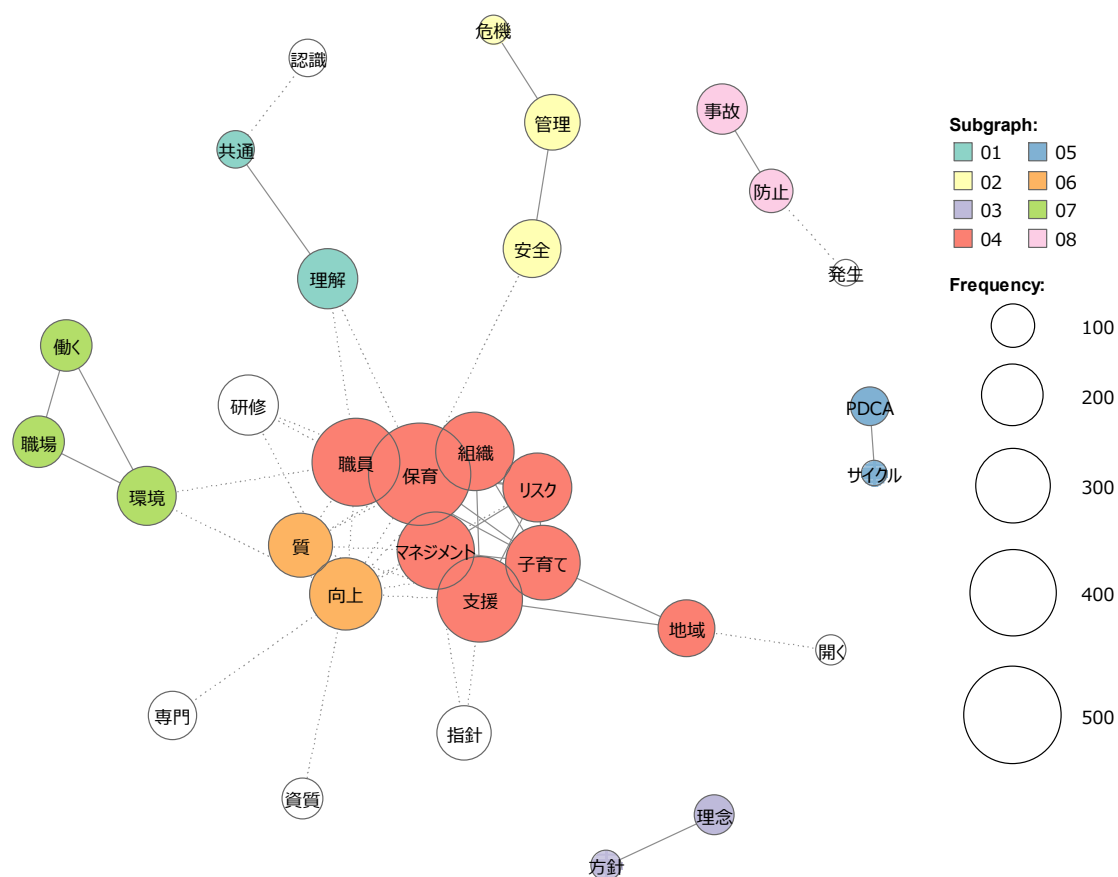 危機
認識
管理
事故
共通
防止
安全
理解
発生
働く
研修
PDCA
職場
組織
職員
保育
サイクル
リスク
環境
質
マネジメント
子育て
向上
支援
地域
開く
専門
指針
資質
理念
方針
Subgraph:
01 05
02 06
03 07
04 08
Frequency:
100
200
300
400
500